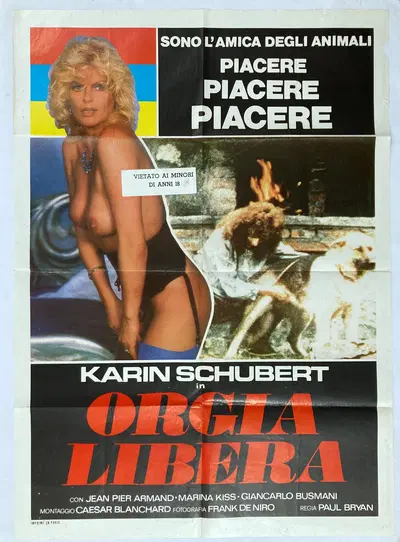 SONO L'AMICA DEGLI ANIMALI
PIACERE
PIACERE
PIACERE
VIETATO AI MINORI
DI ANNI 18
KARIN SCHUBERT
in
ORGIA
LIBERA
CON JEAN PIER ARMAND · MARINA KISS · GIANCARLO BUSMANI
MONTAGGIO CAESAR BLANCHARD FOTOGRAFIA FRANK DE NIRO REGIA PAUL BRYAN